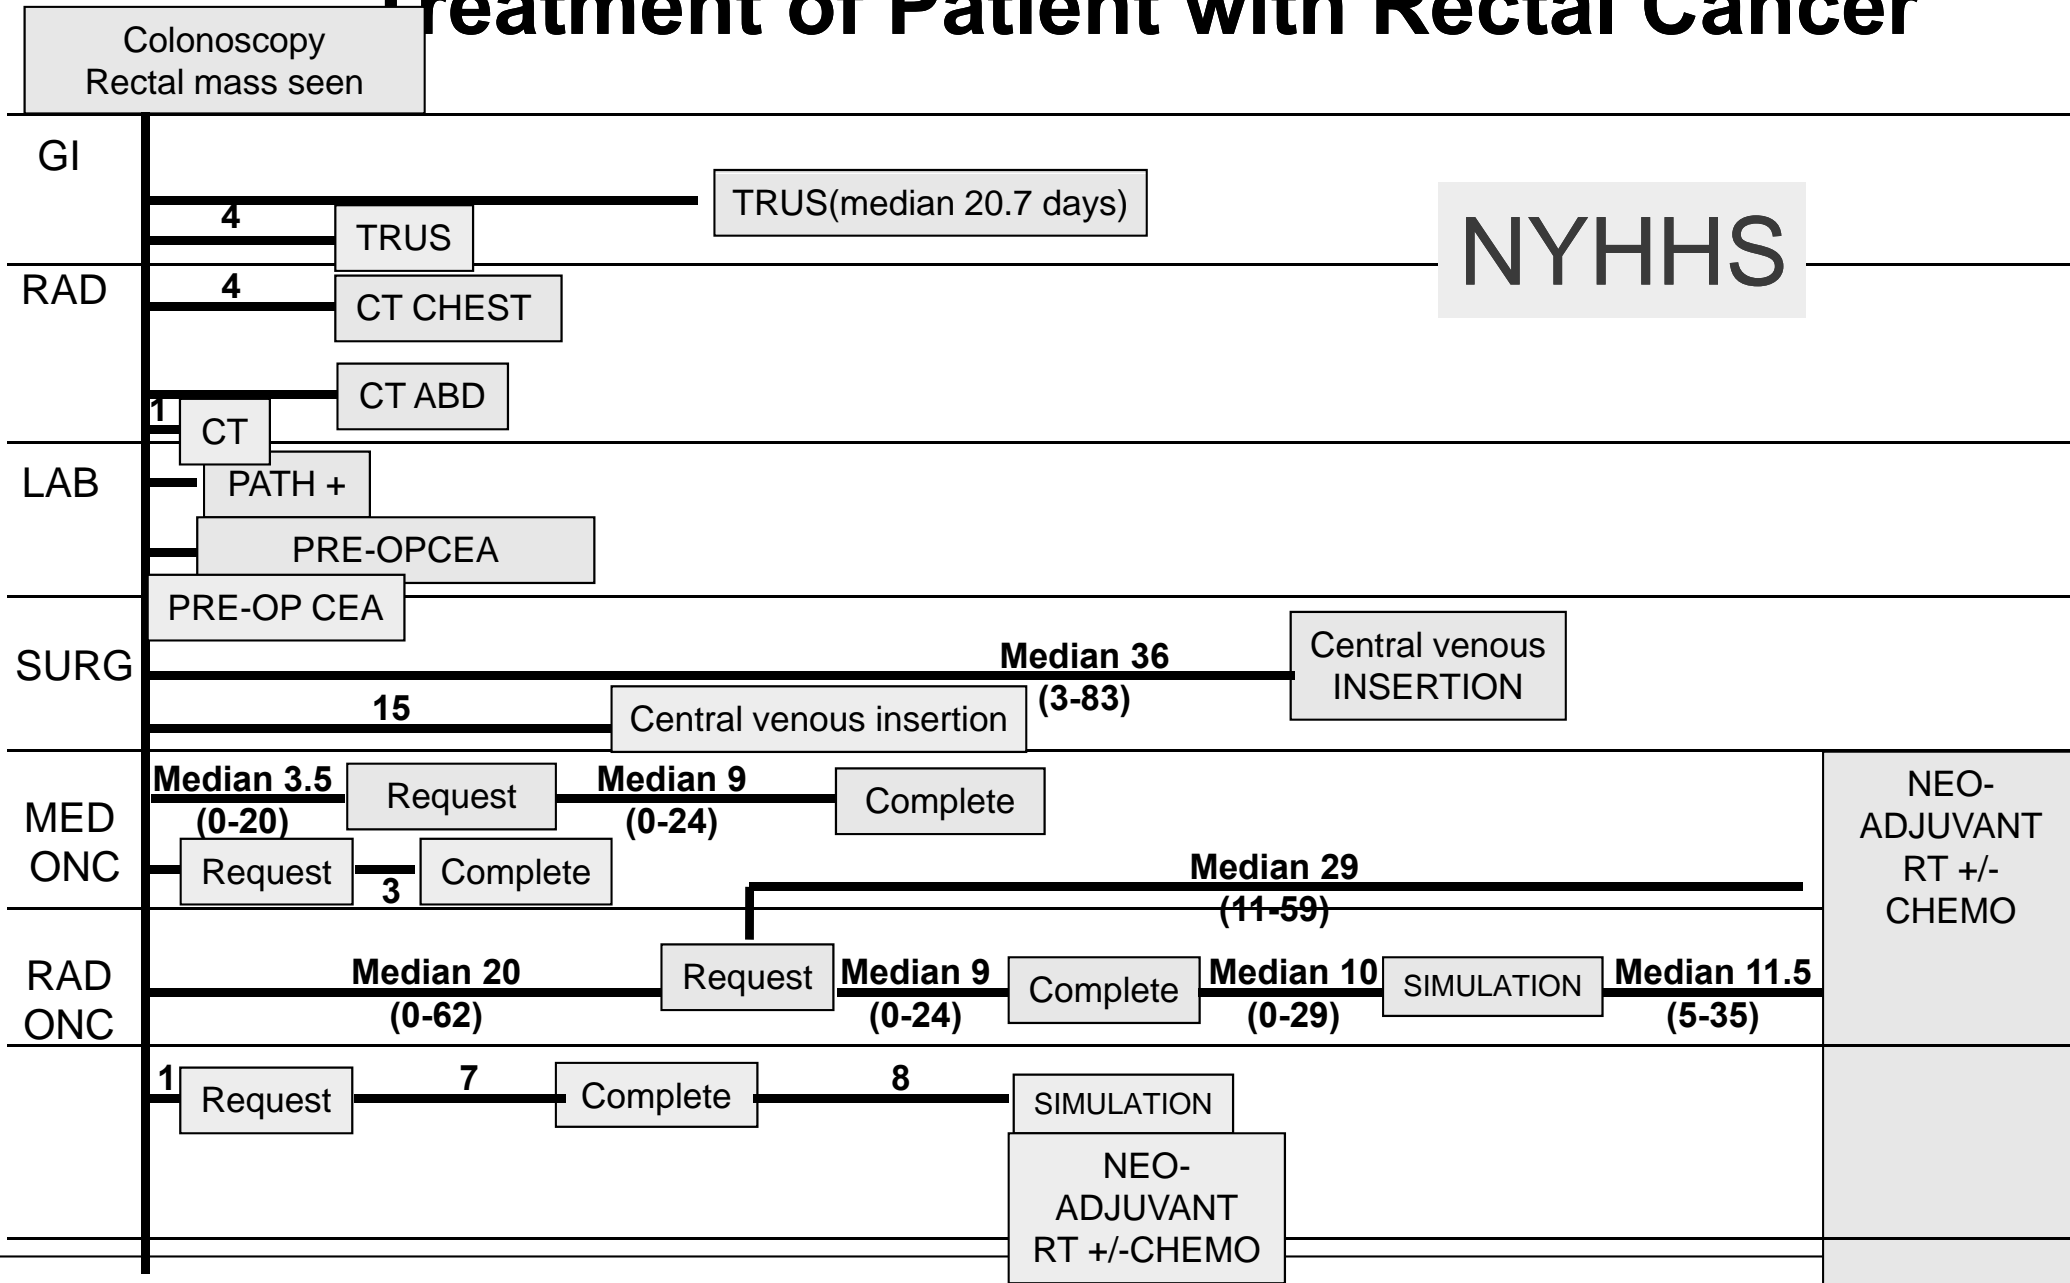 Treatment of Patient with Rectal Cancer
Colonoscopy
Rectal mass seen
GI
TRUS(median 20.7 days)
4
TRUS
NYHHS
RAD
4
CT CHEST
CT ABD
1
CT
LAB
PATH +
PRE-OPCEA
PRE-OP CEA
SURG
Median 36
(3-83)
Central venous
INSERTION
15
Central venous insertion
MED
ONC
Median 3.5
(0-20)
Request
Median 9
(0-24)
Complete
Request
3
Complete
Median 29
(11-59)
NEO-
ADJUVANT
RT +/-
CHEMO
RAD
ONC
Median 20
(0-62)
Request
Median 9
(0-24)
Complete
Median 10
(0-29)
SIMULATION
Median 11.5
(5-35)
1
Request
7
Complete
8
SIMULATION
NEO-
ADJUVANT
RT +/-CHEMO